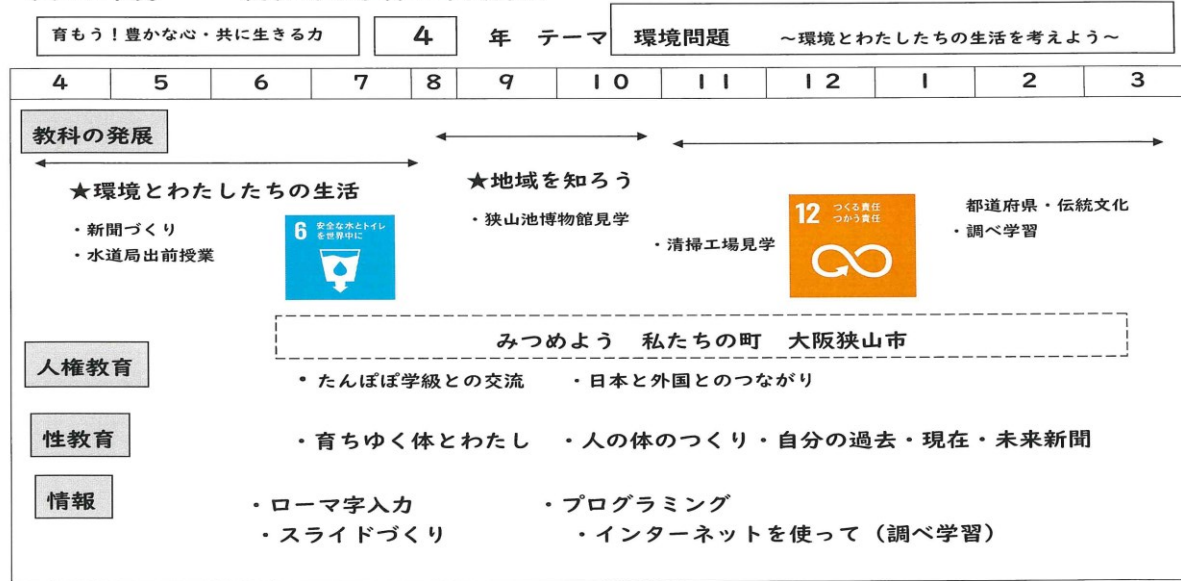 育もう！豊かな心・共に生きる力
4 年 テーマ 環境問題 ～環境とわたしたちの生活を考えよう～
4 5 6 7 8 9 10 11 12 1 2 3
教科の発展
★環境とわたしたちの生活
・新聞づくり
・水道局出前授業
6 安全な水とトイレ
を世界中に
★地域を知ろう
・狭山池博物館見学
・清掃工場見学
12 つくる責任
つかう責任
都道府県・伝統文化
・調べ学習
みつめよう 私たちの町 大阪狭山市
人権教育
・たんぽぽ学級との交流 ・日本と外国とのつながり
性教育
・育ちゆく体とわたし ・人の体のつくり・自分の過去・現在・未来新聞
情報
・ローマ字入力 ・プログラミング
・スライドづくり ・インターネットを使って（調べ学習）